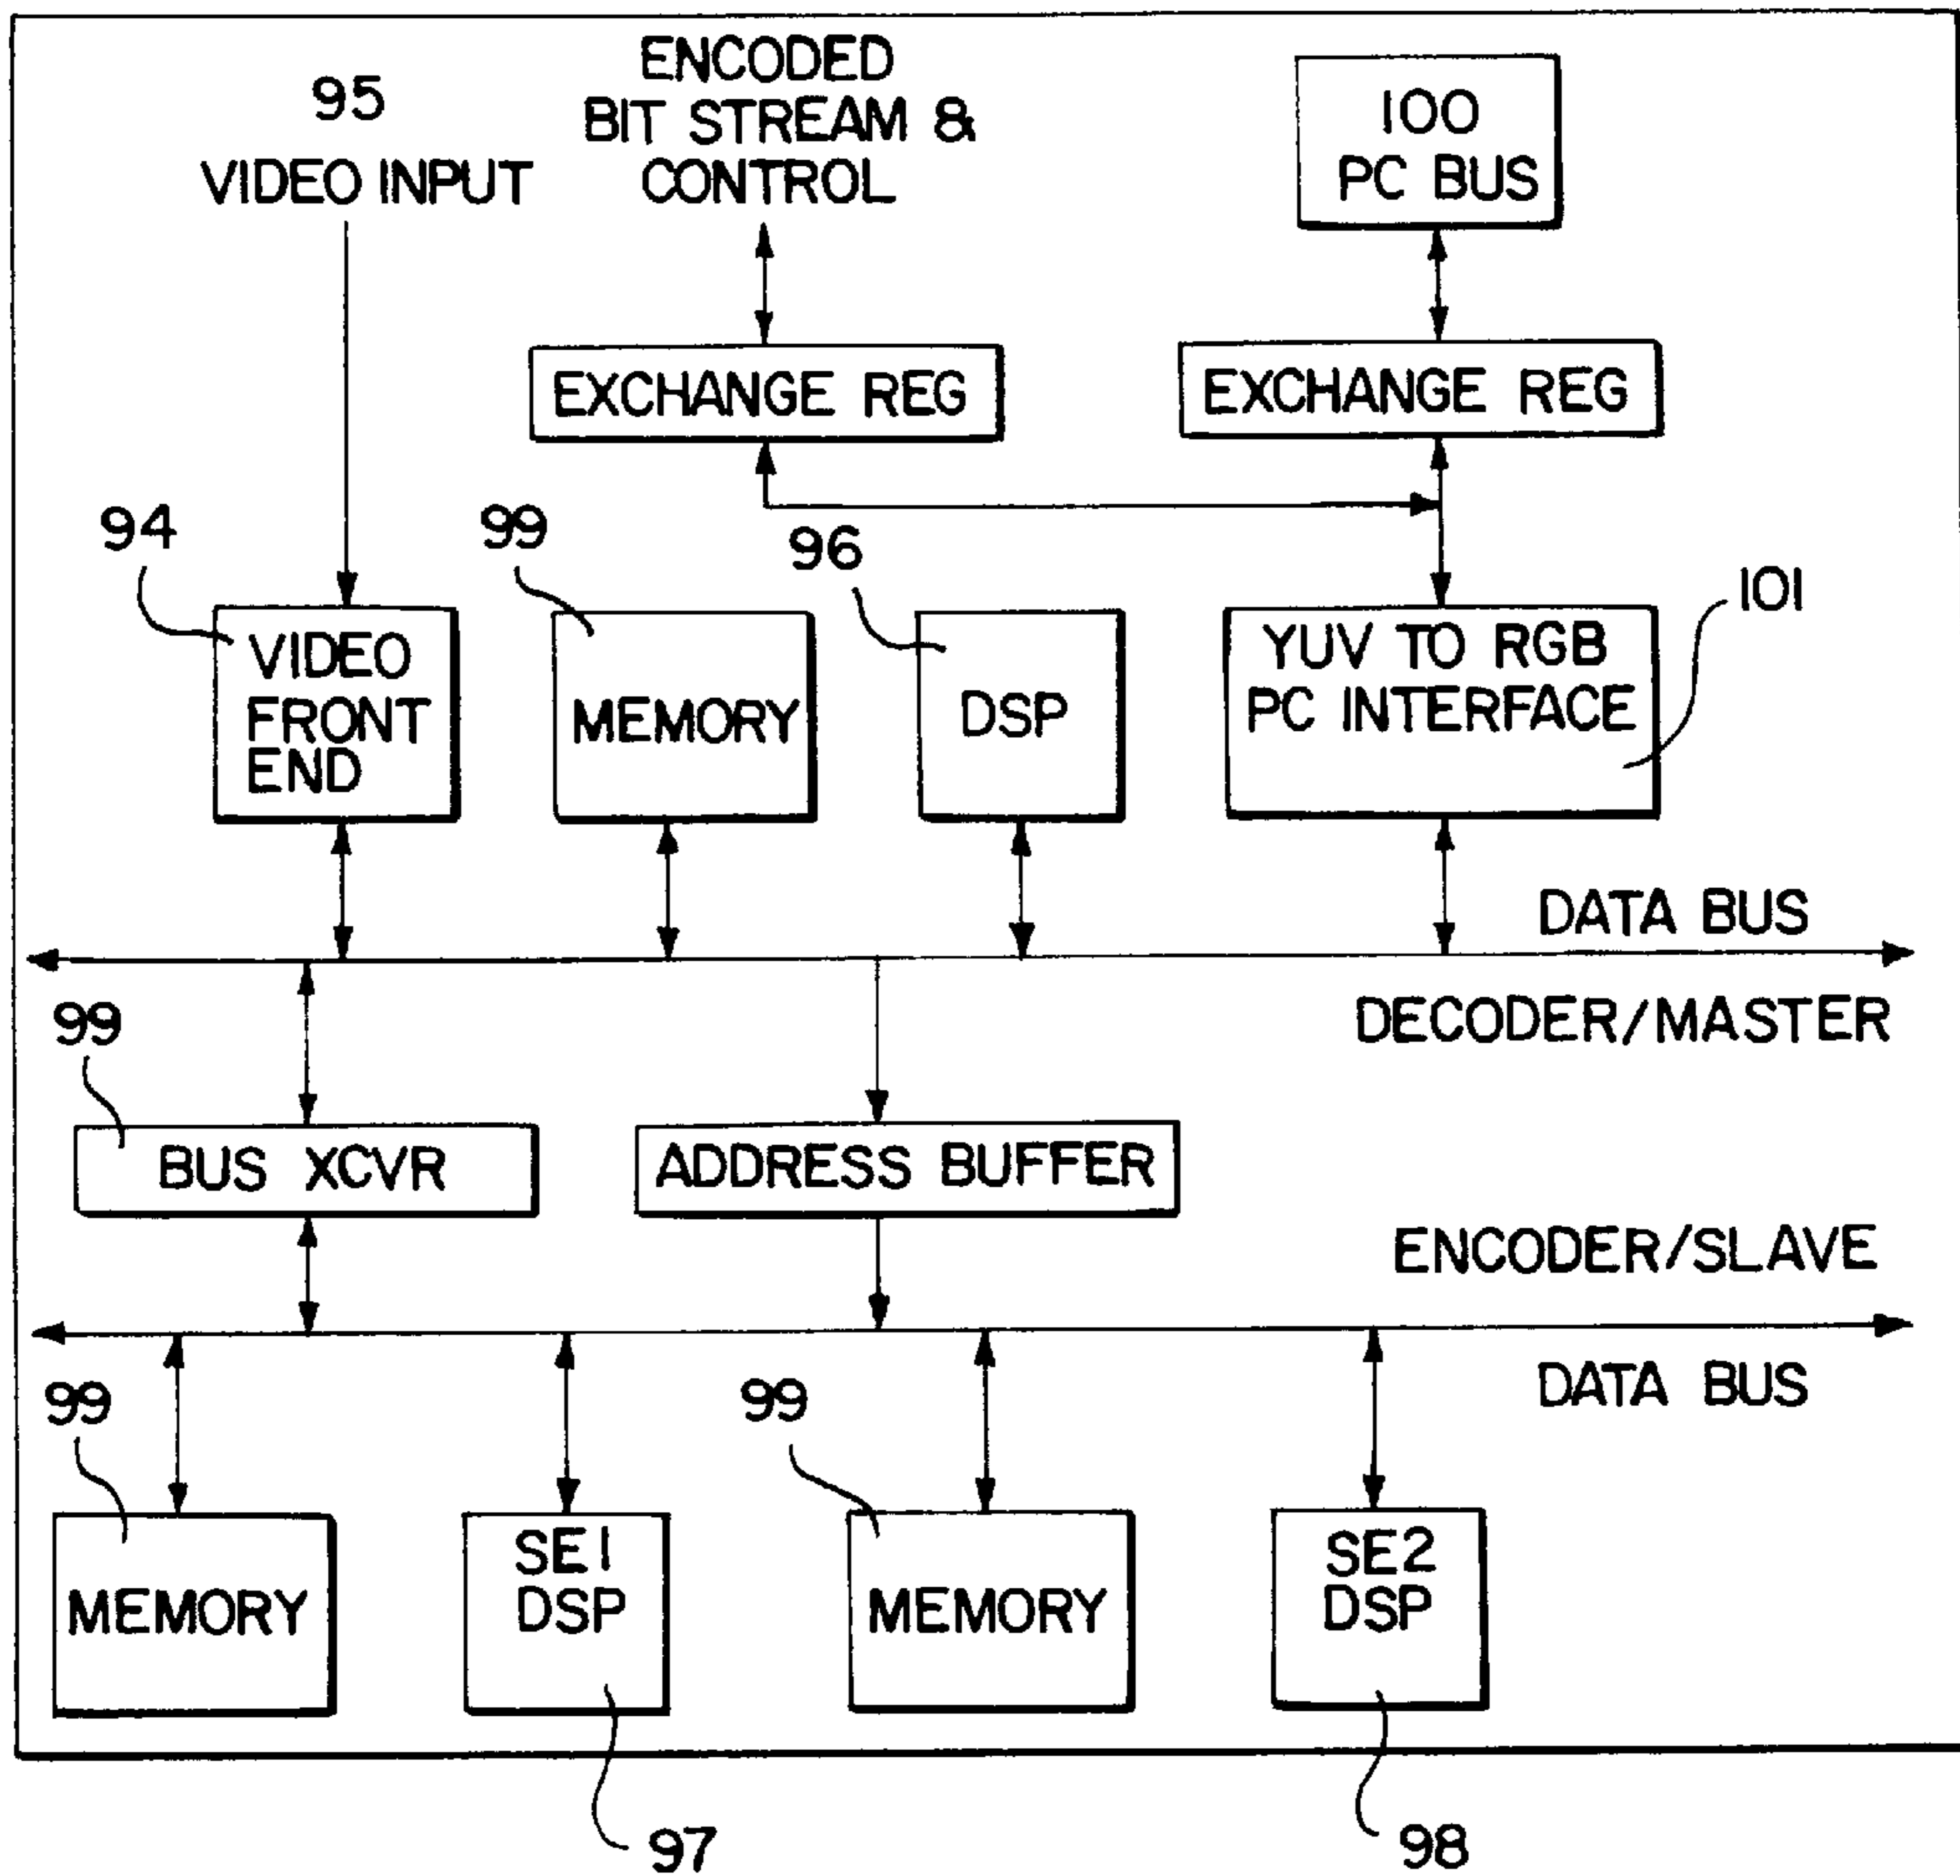 95
VIDEO INPUT
ENCODED
BIT STREAM &
CONTROL
100
PC BUS
EXCHANGE REG
EXCHANGE REG
94
99
96
101
VIDEO
FRONT
END
MEMORY
DSP
YUV TO RGB
PC INTERFACE
DATA BUS
DECODER/MASTER
99
BUS XCVR
ADDRESS BUFFER
ENCODER/SLAVE
DATA BUS
99
99
MEMORY
SE1
DSP
MEMORY
SE2
DSP
97
98